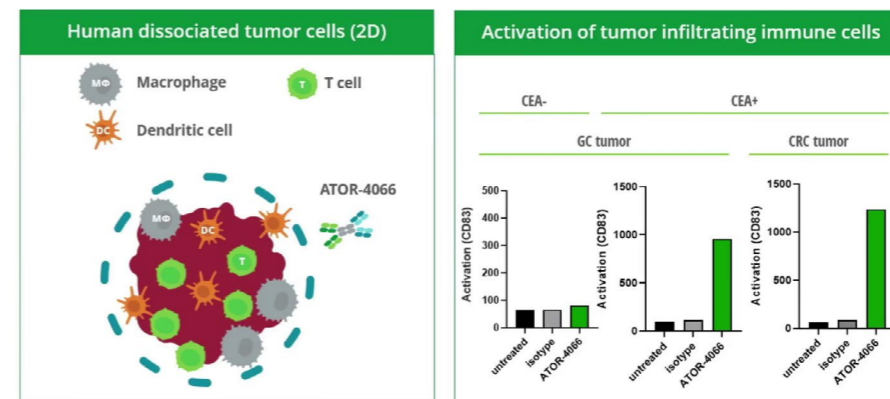 Human dissociated tumor cells (2D)
MΦ Macrophage
T T cell
DC Dendritic cell
ATOR-4066
MΦ
DC
T
Activation of tumor infiltrating immune cells
CEA-
CEA+
GC tumor
CRC tumor
Activation (CD83)
500
400
300
200
100
0
untreated
isotype
ATOR-4066
Activation (CD83)
1500
1000
500
0
untreated
isotype
ATOR-4066
Activation (CD83)
1500
1000
500
0
untreated
isotype
ATOR-4066